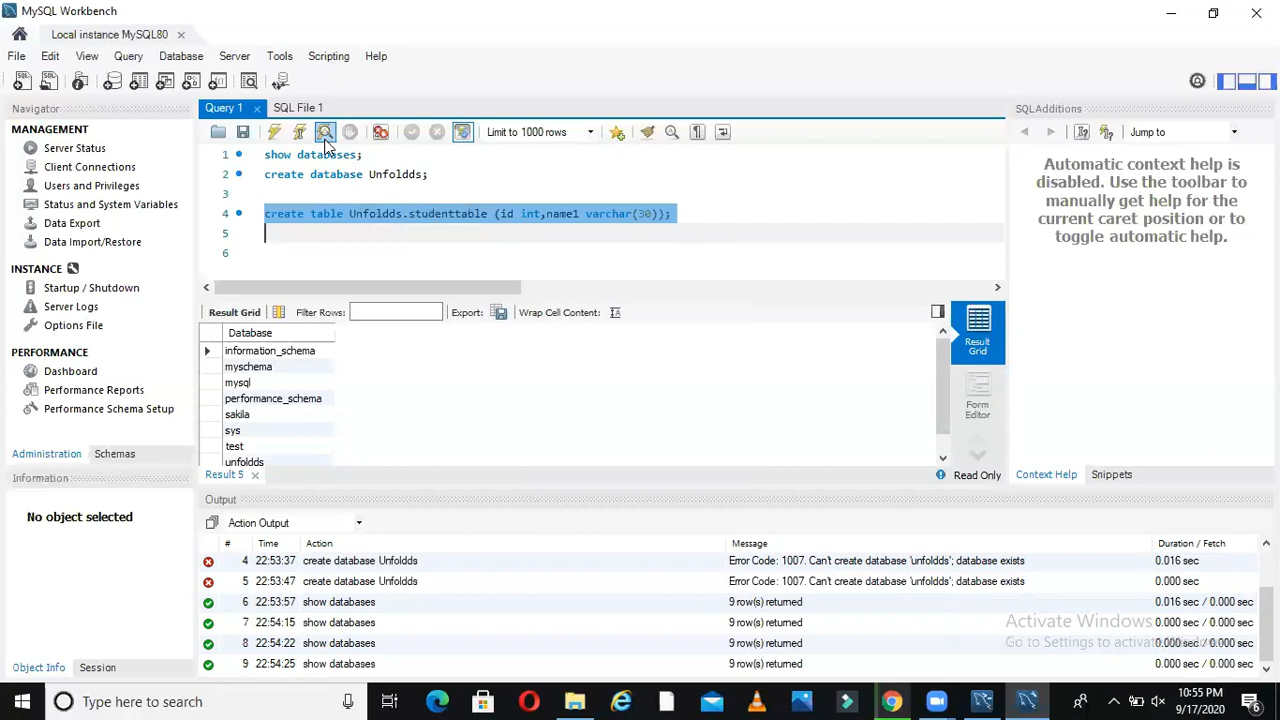 MySQL Workbench
Local instance MySQL80
File Edit View Query Database Server Tools Scripting Help
Navigator
MANAGEMENT
Server Status
Client Connections
Users and Privileges
Status and System Variables
Data Export
Data Import/Restore
INSTANCE
Startup / Shutdown
Server Logs
Options File
PERFORMANCE
Dashboard
Performance Reports
Performance Schema Setup
Administration Schemas
Information
No object selected
Object Info Session
Query 1 SQL File 1
Limit to 1000 rows
1 show databases;
2 create database Unfoldds;
3
4 create table Unfoldds.studenttable (id int,name1 varchar(30));
5
6
Result Grid Filter Rows: Export: Wrap Cell Content:
Database
information_schema
myschema
mysql
performance_schema
sakila
sys
test
unfoldds
Result Grid
Form Editor
Result 5 Read Only
SQLAdditions
Jump to
Automatic context help is
disabled. Use the toolbar to
manually get help for the
current caret position or to
toggle automatic help.
Context Help Snippets
Output
Action Output
# Time Action Message Duration / Fetch
4 22:53:37 create database Unfoldds Error Code: 1007. Can't create database 'unfoldds'; database exists 0.016 sec
5 22:53:47 create database Unfoldds Error Code: 1007. Can't create database 'unfoldds'; database exists 0.000 sec
6 22:53:57 show databases 9 row(s) returned 0.016 sec / 0.000 sec
7 22:54:15 show databases 9 row(s) returned 0.000 sec / 0.000 sec
8 22:54:22 show databases 9 row(s) returned 0.000 sec / 0.000 sec
9 22:54:25 show databases 9 row(s) returned 0.000 sec / 0.000 sec
Activate Windows
Go to Settings to activate
Type here to search
10:55 PM
9/17/2020
6